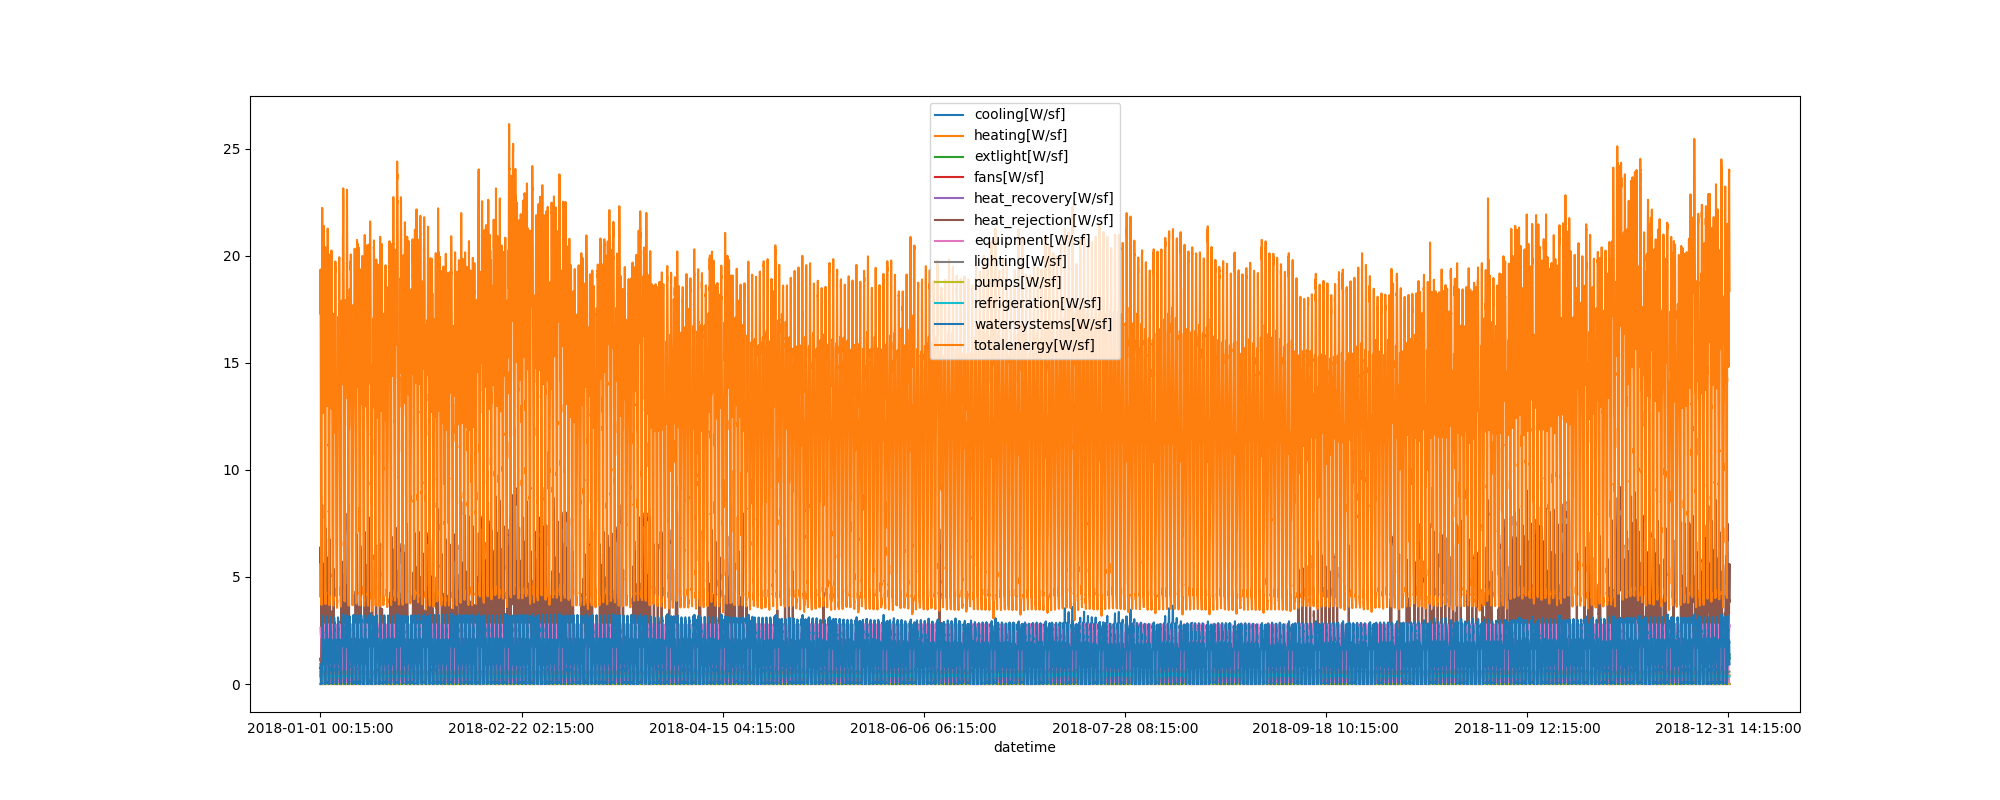 cooling[W/sf]
heating[W/sf]
extlight[W/sf]
fans[W/sf]
heat_recovery[W/sf]
heat_rejection[W/sf]
equipment[W/sf]
lighting[W/sf]
pumps[W/sf]
refrigeration[W/sf]
watersystems[W/sf]
totalenergy[W/sf]
25
20
15
10
5
0
2018-01-01 00:15:00 2018-02-22 02:15:00 2018-04-15 04:15:00 2018-06-06 06:15:00 2018-07-28 08:15:00 2018-09-18 10:15:00 2018-11-09 12:15:00 2018-12-31 14:15:00
datetime